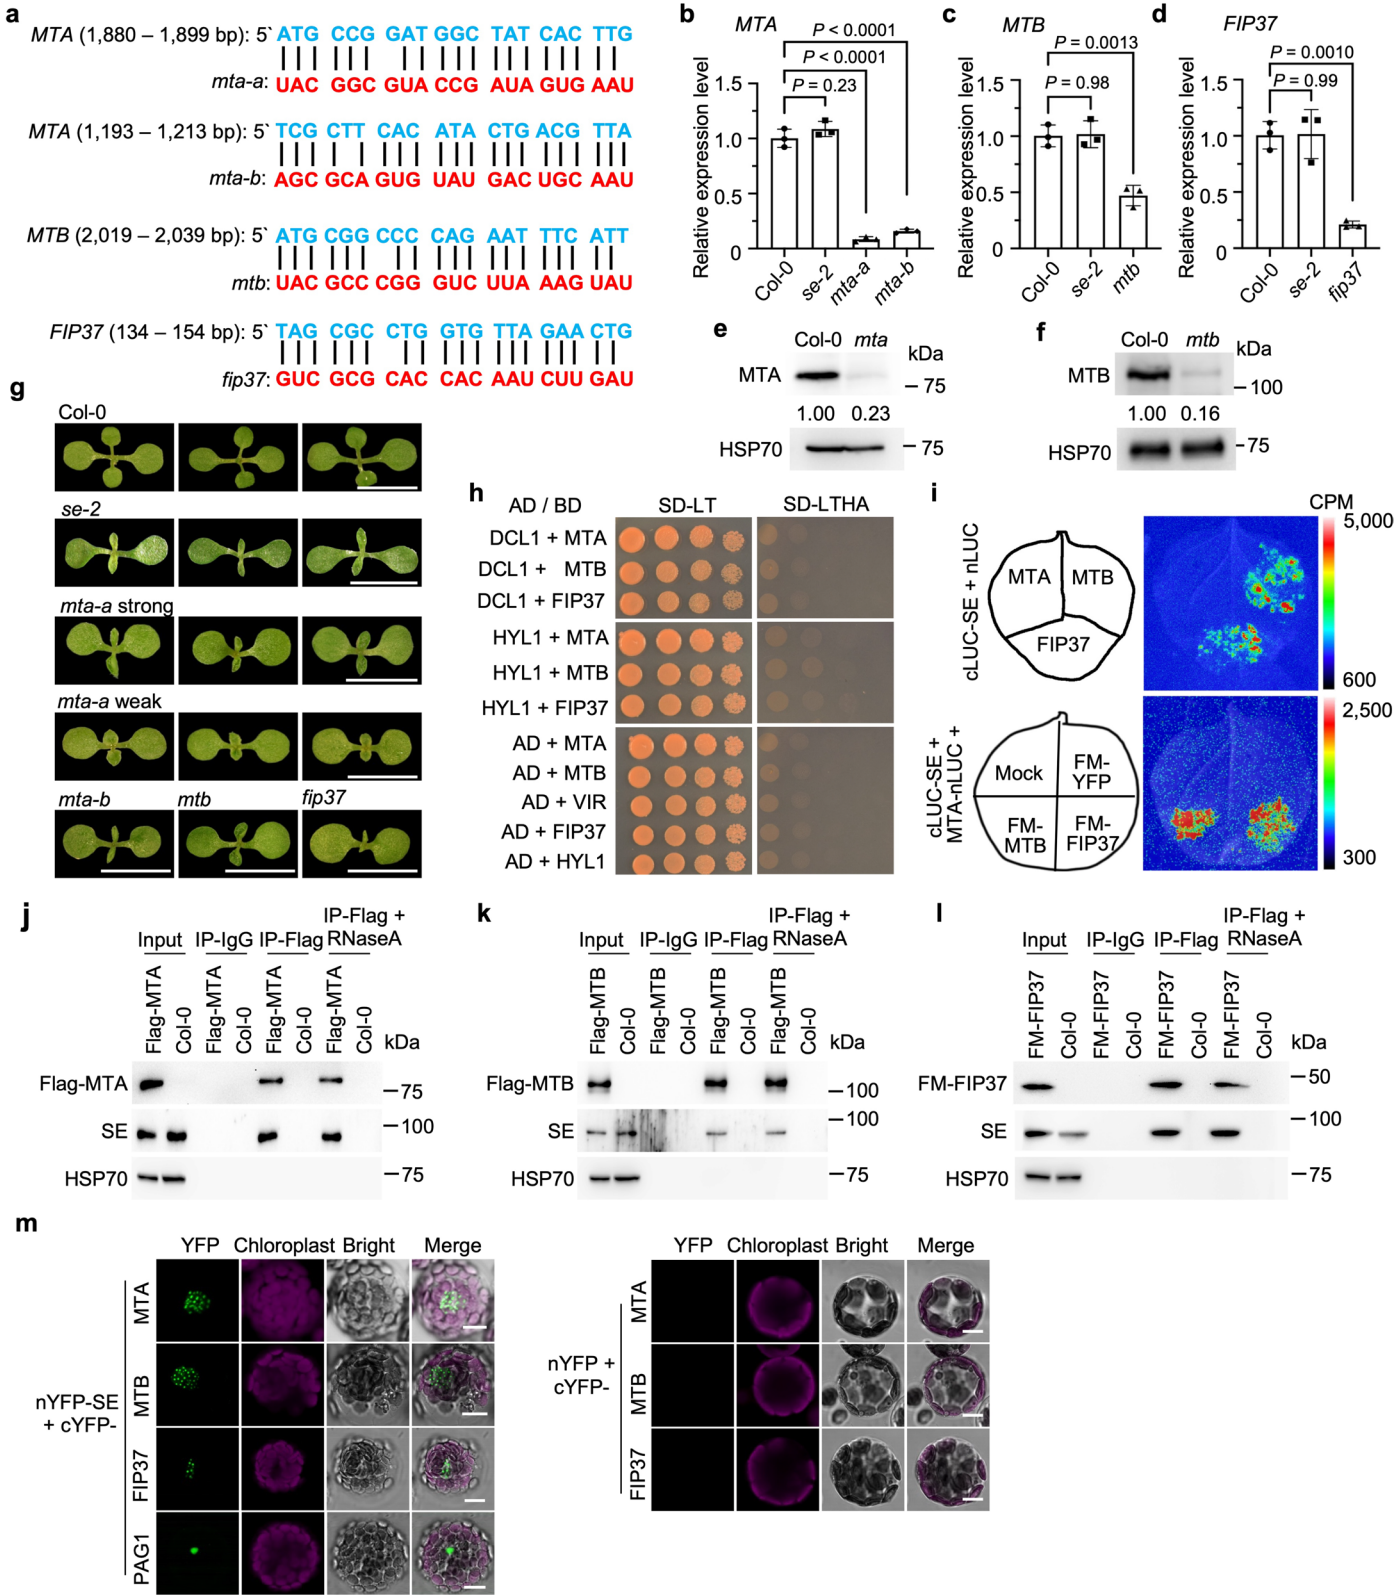 a
MTA (1,880 – 1,899 bp): 5` ATG CCG GAT GGC TAT CAC TTG
mta-a: UAC GGC GUA CCG AUA GUG AAU
MTA (1,193 – 1,213 bp): 5` TCG CTT CAC ATA CTG ACG TTA
mta-b: AGC GCA GUG UAU GAC UGC AAU
MTB (2,019 – 2,039 bp): 5` ATG CGG CCC CAG AAT TTC ATT
mtb: UAC GCC CGG GUC UUA AAG UAU
FIP37 (134 – 154 bp): 5` TAG CGC CTG GTG TTA GAA CTG
fip37: GUC GCG CAC CAC AAU CUU GAU
b
MTA
P < 0.0001
P < 0.0001
P = 0.23
Relative expression level
1.5
1.0
0.5
0
Col-0
se-2
mta-a
mta-b
c
MTB
P = 0.0013
P = 0.98
Relative expression level
1.5
1.0
0.5
0
Col-0
se-2
mtb
d
FIP37
P = 0.0010
P = 0.99
Relative expression level
1.5
1.0
0.5
0
Col-0
se-2
fip37
e
Col-0 mta
kDa
MTA
75
1.00 0.23
HSP70
75
f
Col-0 mtb
kDa
MTB
100
1.00 0.16
HSP70
75
g
Col-0
se-2
mta-a strong
mta-a weak
mta-b mtb fip37
h
AD / BD SD-LT SD-LTHA
DCL1 + MTA
DCL1 + MTB
DCL1 + FIP37
HYL1 + MTA
HYL1 + MTB
HYL1 + FIP37
AD + MTA
AD + MTB
AD + VIR
AD + FIP37
AD + HYL1
i
cLUC-SE + nLUC
MTA MTB
FIP37
CPM
5,000
600
cLUC-SE +
MTA-nLUC +
Mock
FM-
YFP
FM-
MTB
FM-
FIP37
2,500
300
j
Input IP-IgG IP-Flag IP-Flag +
RNaseA
Flag-MTA Col-0 Flag-MTA Col-0 Flag-MTA Col-0 Flag-MTA Col-0
kDa
Flag-MTA
75
SE
100
HSP70
75
k
Input IP-IgG IP-Flag IP-Flag +
RNaseA
Flag-MTB Col-0 Flag-MTB Col-0 Flag-MTB Col-0 Flag-MTB Col-0
kDa
Flag-MTB
100
SE
100
HSP70
75
l
Input IP-IgG IP-Flag IP-Flag +
RNaseA
FM-FIP37 Col-0 FM-FIP37 Col-0 FM-FIP37 Col-0 FM-FIP37 Col-0
kDa
FM-FIP37
50
SE
100
HSP70
75
m
YFP Chloroplast Bright Merge
nYFP-SE
+ cYFP-
MTA
MTB
FIP37
PAG1
YFP Chloroplast Bright Merge
nYFP +
cYFP-
MTA
MTB
FIP37